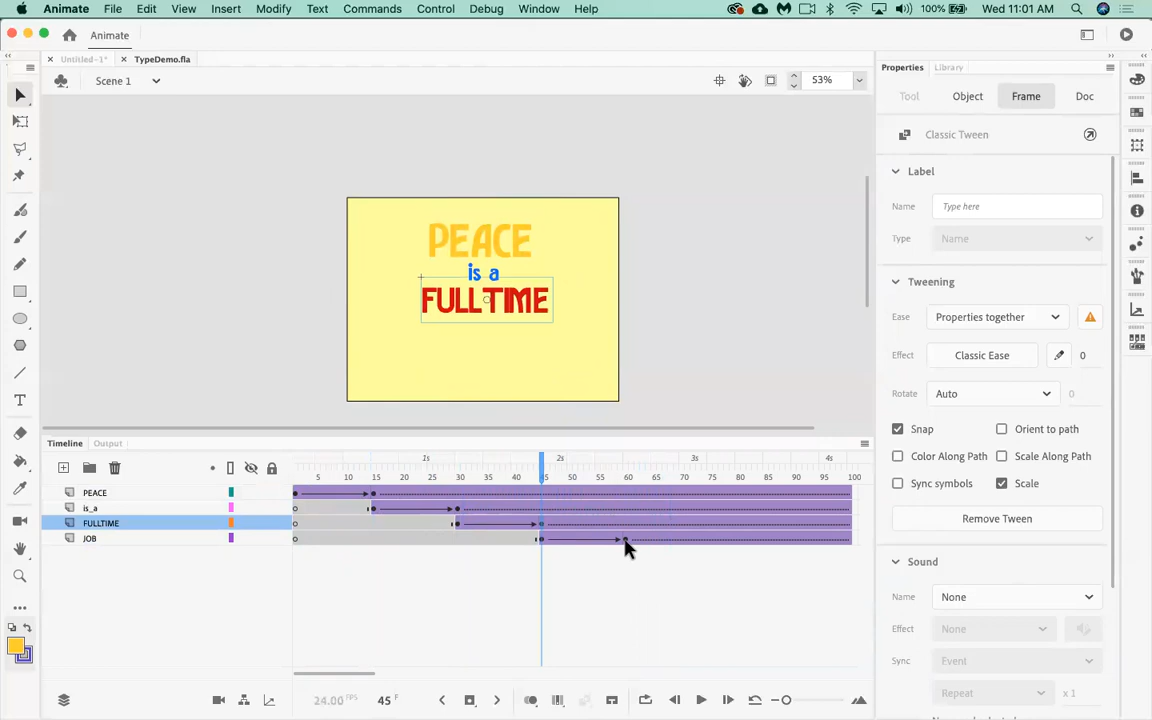 Animate File Edit View Insert Modify Text Commands Control Debug Window Help 100% Wed 11:01 AM
Animate
Untitled-1* TypeDemo.fla
Scene 1 53%
PEACE
is a
FULLTIME
Properties Library
Tool Object Frame Doc
Classic Tween
Label
Name Type here
Type Name
Tweening
Ease Properties together
Effect Classic Ease 0
Rotate Auto 0
Snap Orient to path
Color Along Path Scale Along Path
Sync symbols Scale
Remove Tween
Sound
Name None
Effect None
Sync Event
Repeat x 1
Timeline Output
1s 2s 3s 4s
5 10 15 20 25 30 35 40 45 50 55 60 65 70 75 80 85 90 95 100
PEACE
is_a
FULLTIME
JOB
24.00 FPS 45 F